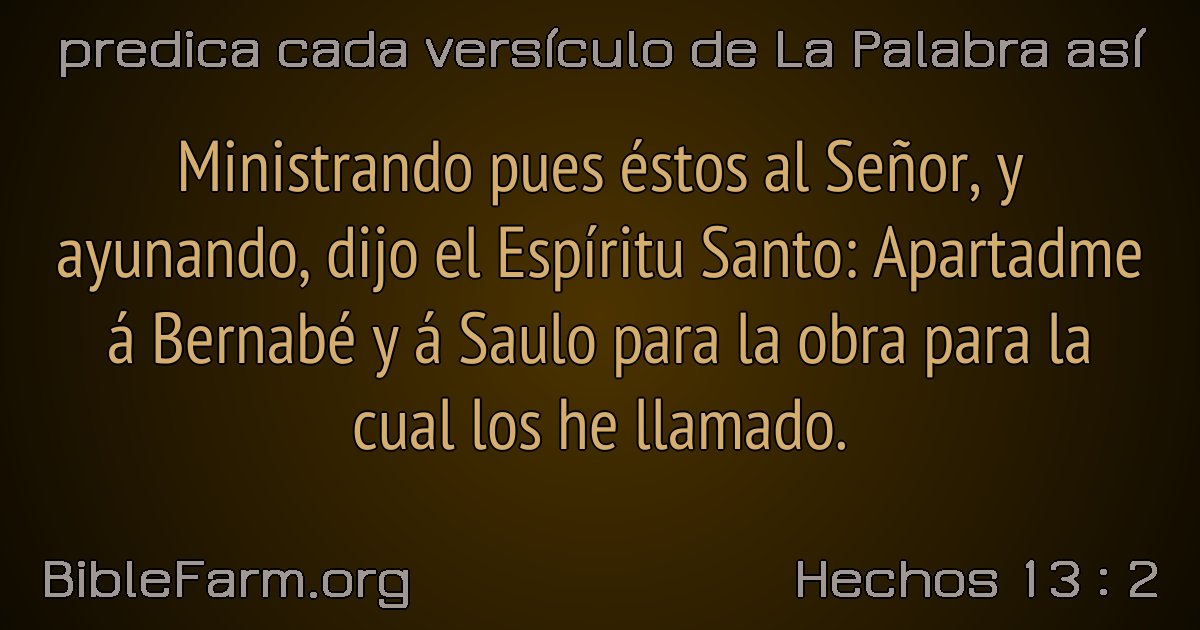 predica cada versículo de La Palabra así
Ministrando pues éstos al Señor, y
ayunando, dijo el Espíritu Santo: Apartadme
á Bernabé y á Saulo para la obra para la
cual los he llamado.
BibleFarm.org
Hechos 13 : 2